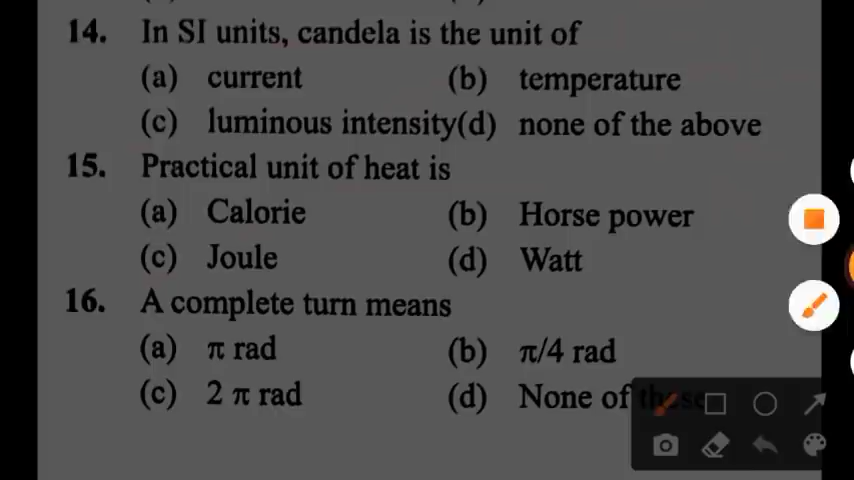 14. In SI units, candela is the unit of
(a) current (b) temperature
(c) luminous intensity(d) none of the above
15. Practical unit of heat is
(a) Calorie (b) Horse power
(c) Joule (d) Watt
16. A complete turn means
(a) π rad (b) π/4 rad
(c) 2 π rad (d) None of these